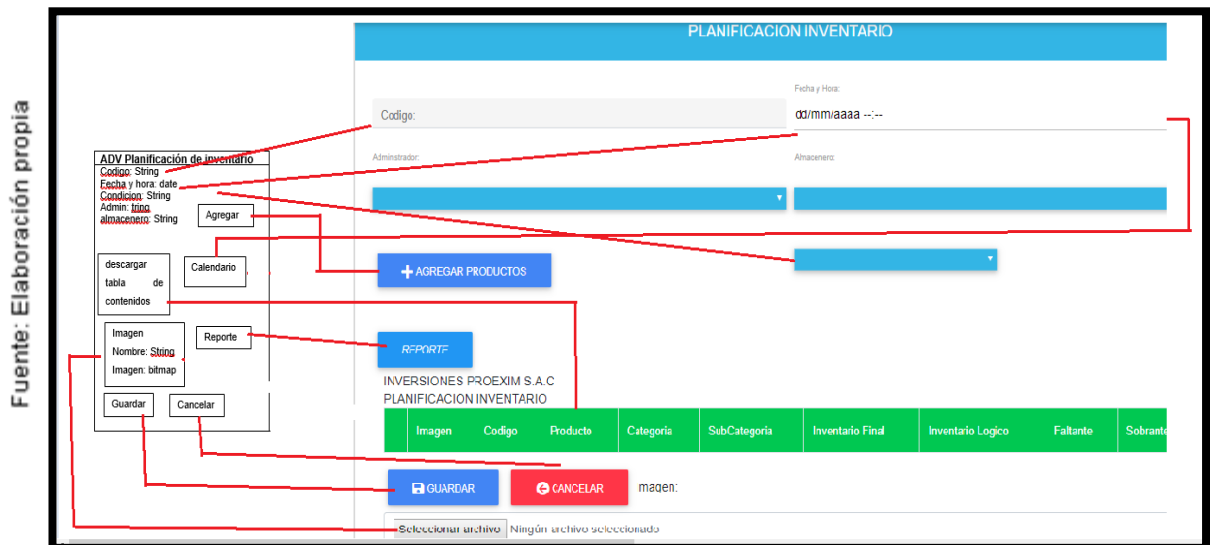 Fuente: Elaboración propia
ADV Planificación de inventario
Codigo: String
Fecha y hora: date
Condicion: String
Admin: tring
almacenero: String
Agregar
descargar
tabla de
contenidos
Calendario
Imagen
Nombre: String
Imagen: bitmap
Reporte
Guardar
Cancelar
PLANIFICACION INVENTARIO
Codigo:
Fecha y Hora:
dd/mm/aaaa --:--
Adminstrador:
Almacenero:
AGREGAR PRODUCTOS
REPORTE
INVERSIONES PROEXIM S.A.C
PLANIFICACION INVENTARIO
Imagen Codigo Producto Categoria SubCategoria Inventario Final Inventario Logico Faltante Sobrante
GUARDAR CANCELAR magen:
Seleccionar archivo Ningún archivo seleccionado